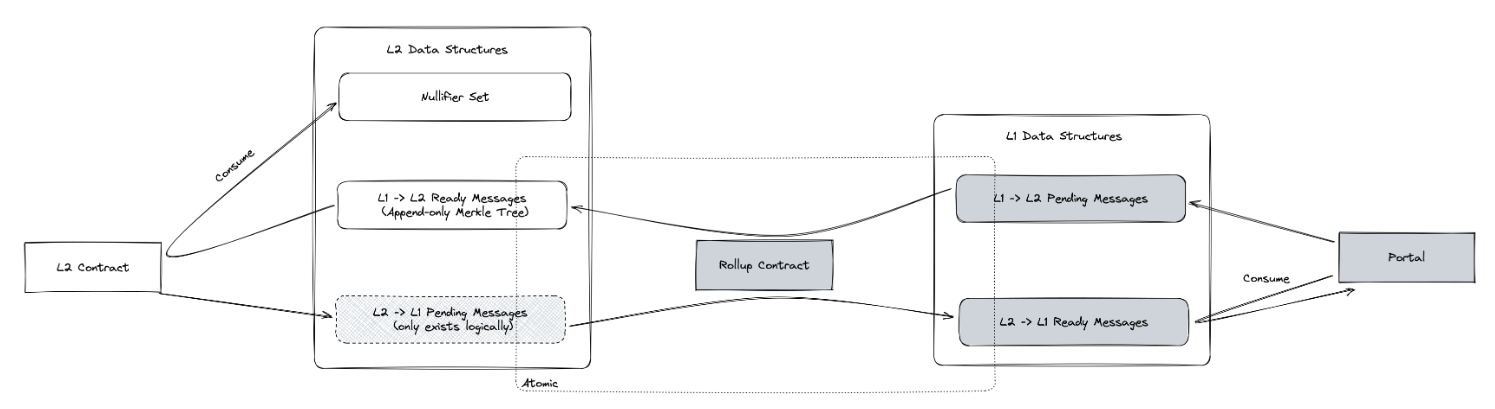 L2 Data Structures
Nullifier Set
Consume
L1 -> L2 Ready Messages
(Append-only Merkle Tree)
L2 Contract
L2 -> L1 Pending Messages
(only exists logically)
Atomic
Rollup Contract
L1 Data Structures
L1 -> L2 Pending Messages
L2 -> L1 Ready Messages
Consume
Portal